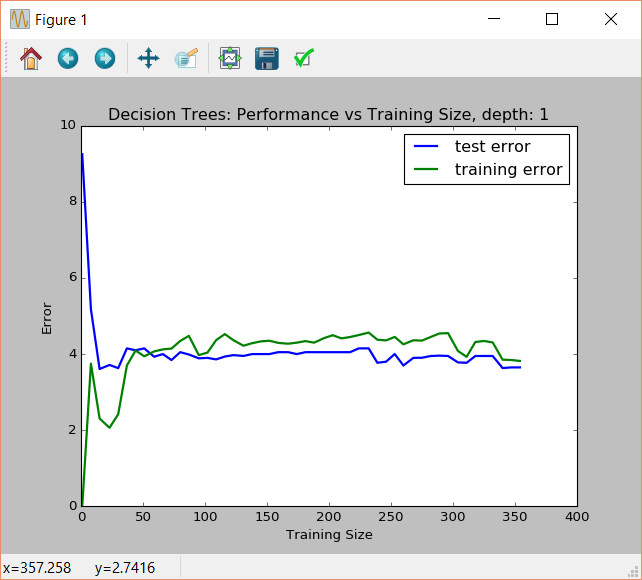 Figure 1
Decision Trees: Performance vs Training Size, depth: 1
test error
training error
10
8
6
4
2
0
Error
0 50 100 150 200 250 300 350 400
Training Size
x=357.258 y=2.7416